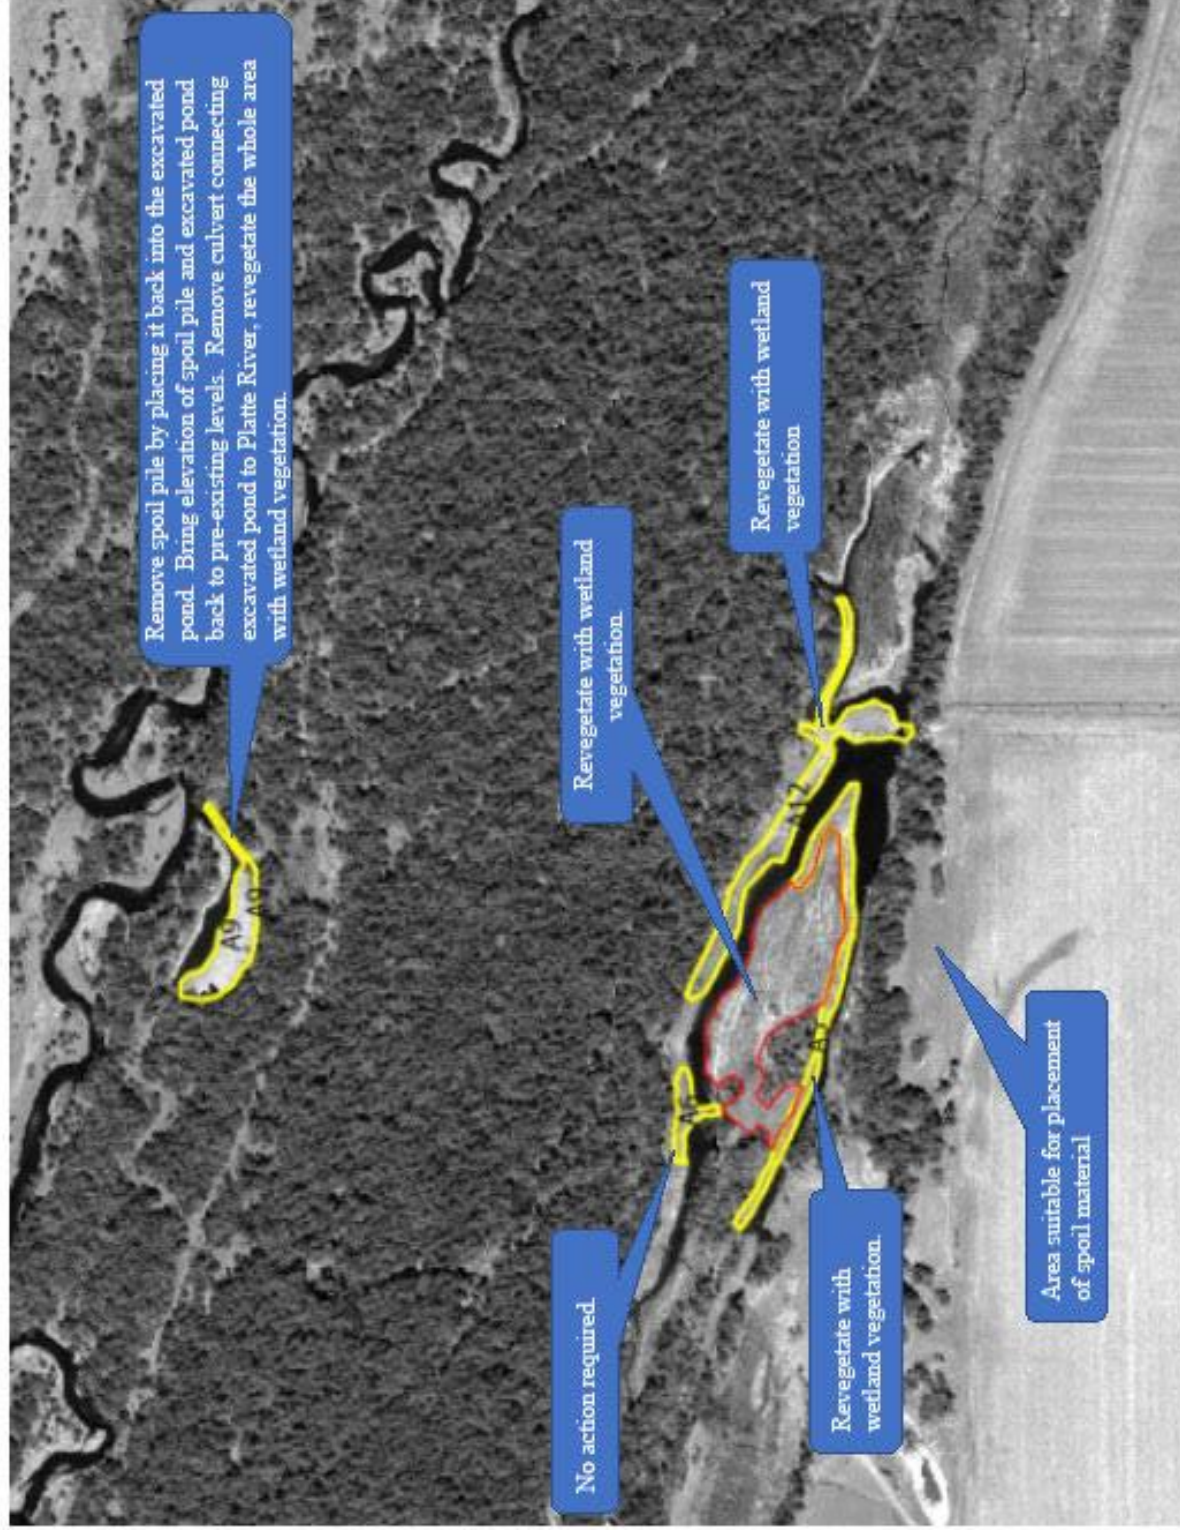 Remove spoil pile by placing it back into the excavated
pond. Bring elevation of spoil pile and excavated pond
back to pre-existing levels. Remove culvert connecting
excavated pond to Platte River, revegetate the whole area
with wetland vegetation.
A9
A9
Revegetate with wetland
vegetation.
Revegetate with wetland
vegetation
A12
No action required.
Revegetate with
wetland vegetation.
Area suitable for placement
of spoil material